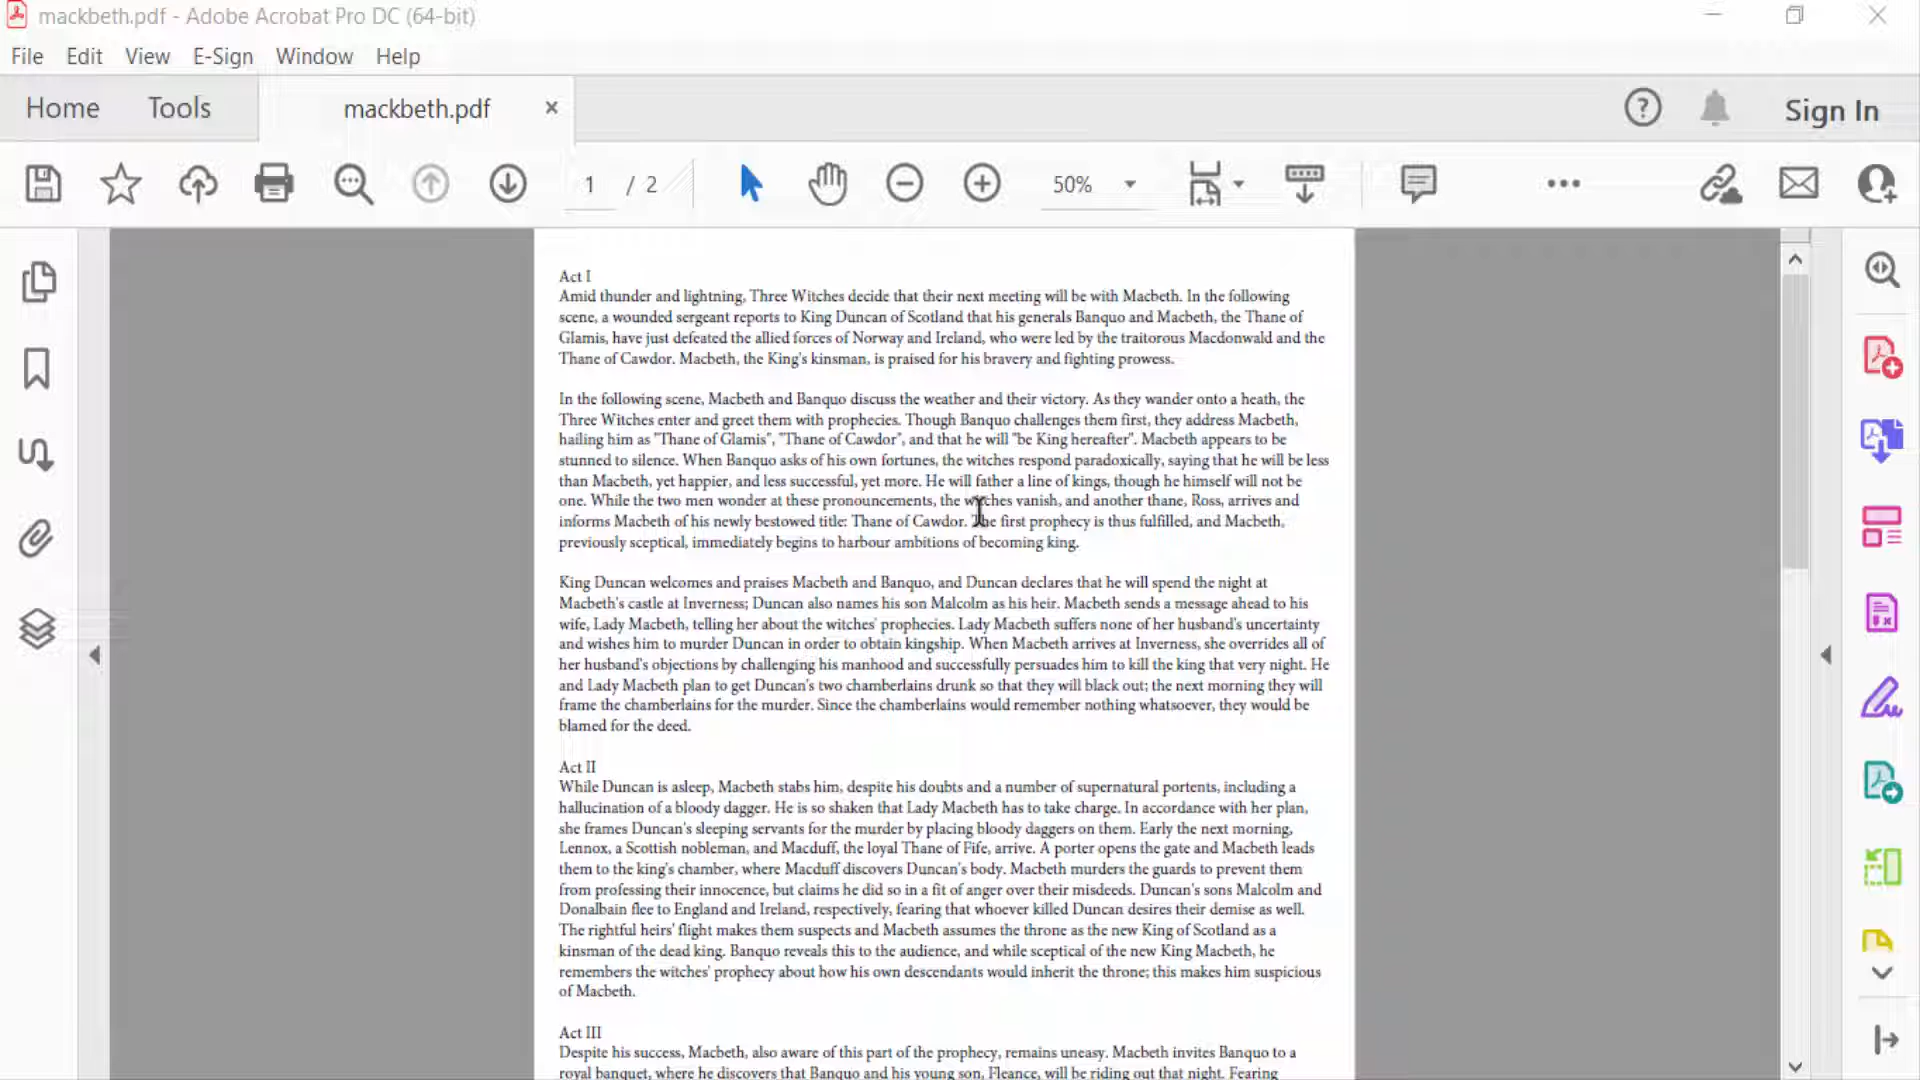 mackbeth.pdf - Adobe Acrobat Pro DC (64-bit)
File Edit View E-Sign Window Help
Home Tools mackbeth.pdf × Sign In
1 / 2 50%
Act I
Amid thunder and lightning, Three Witches decide that their next meeting will be with Macbeth. In the following
scene, a wounded sergeant reports to King Duncan of Scotland that his generals Banquo and Macbeth, the Thane of
Glamis, have just defeated the allied forces of Norway and Ireland, who were led by the traitorous Macdonwald and the
Thane of Cawdor. Macbeth, the King's kinsman, is praised for his bravery and fighting prowess.
In the following scene, Macbeth and Banquo discuss the weather and their victory. As they wander onto a heath, the
Three Witches enter and greet them with prophecies. Though Banquo challenges them first, they address Macbeth,
hailing him as "Thane of Glamis", "Thane of Cawdor", and that he will "be King hereafter". Macbeth appears to be
stunned to silence. When Banquo asks of his own fortunes, the witches respond paradoxically, saying that he will be less
than Macbeth, yet happier, and less successful, yet more. He will father a line of kings, though he himself will not be
one. While the two men wonder at these pronouncements, the witches vanish, and another thane, Ross, arrives and
informs Macbeth of his newly bestowed title: Thane of Cawdor. The first prophecy is thus fulfilled, and Macbeth,
previously sceptical, immediately begins to harbour ambitions of becoming king.
King Duncan welcomes and praises Macbeth and Banquo, and Duncan declares that he will spend the night at
Macbeth's castle at Inverness; Duncan also names his son Malcolm as his heir. Macbeth sends a message ahead to his
wife, Lady Macbeth, telling her about the witches' prophecies. Lady Macbeth suffers none of her husband's uncertainty
and wishes him to murder Duncan in order to obtain kingship. When Macbeth arrives at Inverness, she overrides all of
her husband's objections by challenging his manhood and successfully persuades him to kill the king that very night. He
and Lady Macbeth plan to get Duncan's two chamberlains drunk so that they will black out; the next morning they will
frame the chamberlains for the murder. Since the chamberlains would remember nothing whatsoever, they would be
blamed for the deed.
Act II
While Duncan is asleep, Macbeth stabs him, despite his doubts and a number of supernatural portents, including a
hallucination of a bloody dagger. He is so shaken that Lady Macbeth has to take charge. In accordance with her plan,
she frames Duncan's sleeping servants for the murder by placing bloody daggers on them. Early the next morning,
Lennox, a Scottish nobleman, and Macduff, the loyal Thane of Fife, arrive. A porter opens the gate and Macbeth leads
them to the king's chamber, where Macduff discovers Duncan's body. Macbeth murders the guards to prevent them
from professing their innocence, but claims he did so in a fit of anger over their misdeeds. Duncan's sons Malcolm and
Donalbain flee to England and Ireland, respectively, fearing that whoever killed Duncan desires their demise as well.
The rightful heirs' flight makes them suspects and Macbeth assumes the throne as the new King of Scotland as a
kinsman of the dead king. Banquo reveals this to the audience, and while sceptical of the new King Macbeth, he
remembers the witches' prophecy about how his own descendants would inherit the throne; this makes him suspicious
of Macbeth.
Act III
Despite his success, Macbeth, also aware of this part of the prophecy, remains uneasy. Macbeth invites Banquo to a
royal banquet, where he discovers that Banquo and his young son, Fleance, will be riding out that night. Fearing